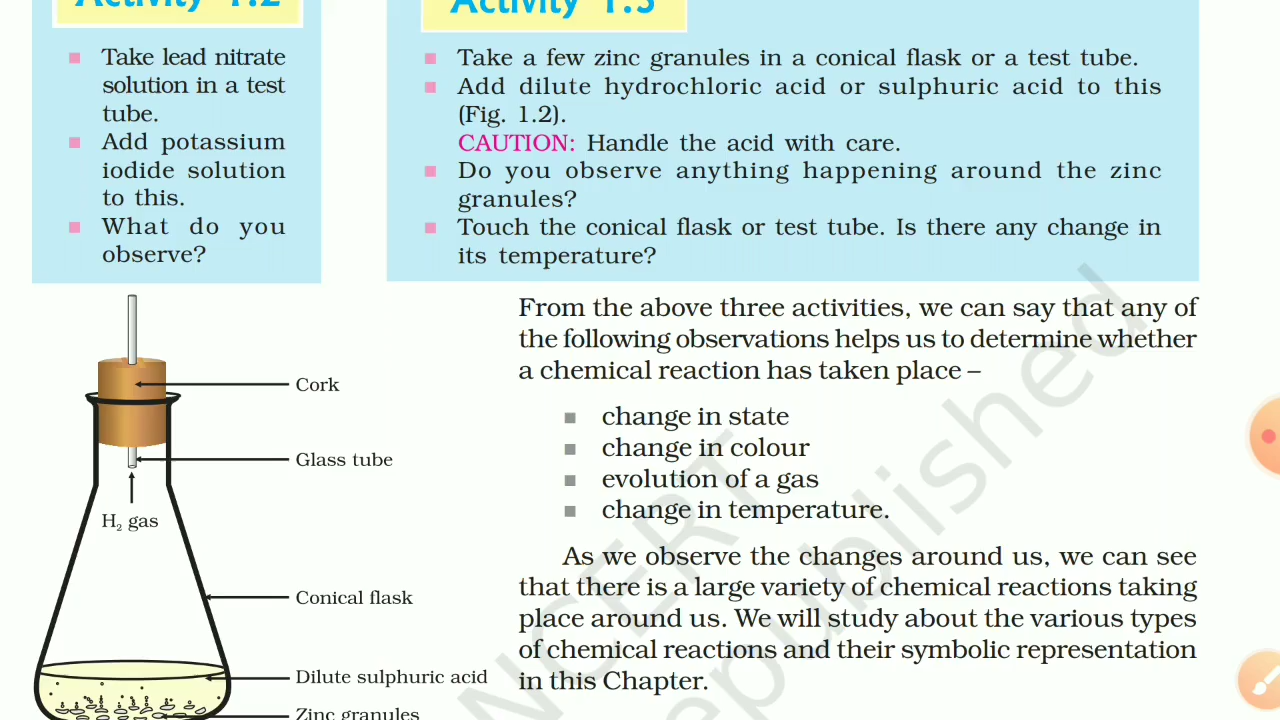 Activity 1.2
Take lead nitrate
solution in a test
tube.
Add potassium
iodide solution
to this.
What do you
observe?
Activity 1.3
Take a few zinc granules in a conical flask or a test tube.
Add dilute hydrochloric acid or sulphuric acid to this
(Fig. 1.2).
CAUTION: Handle the acid with care.
Do you observe anything happening around the zinc
granules?
Touch the conical flask or test tube. Is there any change in
its temperature?
Cork
Glass tube
H₂ gas
Conical flask
Dilute sulphuric acid
Zinc granules
From the above three activities, we can say that any of
the following observations helps us to determine whether
a chemical reaction has taken place –
change in state
change in colour
evolution of a gas
change in temperature.
As we observe the changes around us, we can see
that there is a large variety of chemical reactions taking
place around us. We will study about the various types
of chemical reactions and their symbolic representation
in this Chapter.
NCERT
republished